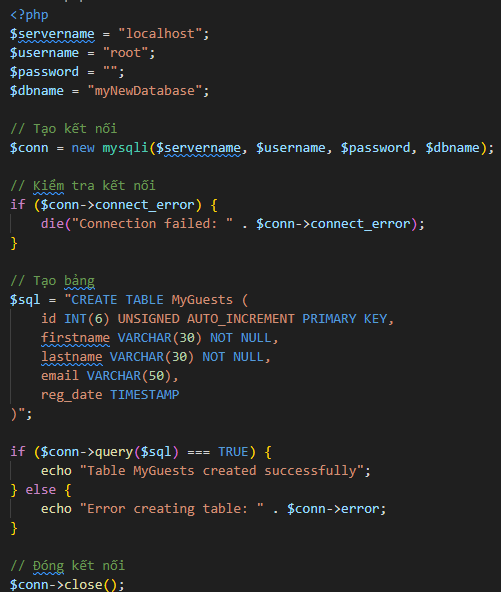 <?php
$servername = "localhost";
$username = "root";
$password = "";
$dbname = "myNewDatabase";

// Tạo kết nối
$conn = new mysqli($servername, $username, $password, $dbname);

// Kiểm tra kết nối
if ($conn->connect_error) {
    die("Connection failed: " . $conn->connect_error);
}

// Tạo bảng
$sql = "CREATE TABLE MyGuests (
    id INT(6) UNSIGNED AUTO_INCREMENT PRIMARY KEY,
    firstname VARCHAR(30) NOT NULL,
    lastname VARCHAR(30) NOT NULL,
    email VARCHAR(50),
    reg_date TIMESTAMP
)";

if ($conn->query($sql) === TRUE) {
    echo "Table MyGuests created successfully";
} else {
    echo "Error creating table: " . $conn->error;
}

// Đóng kết nối
$conn->close();